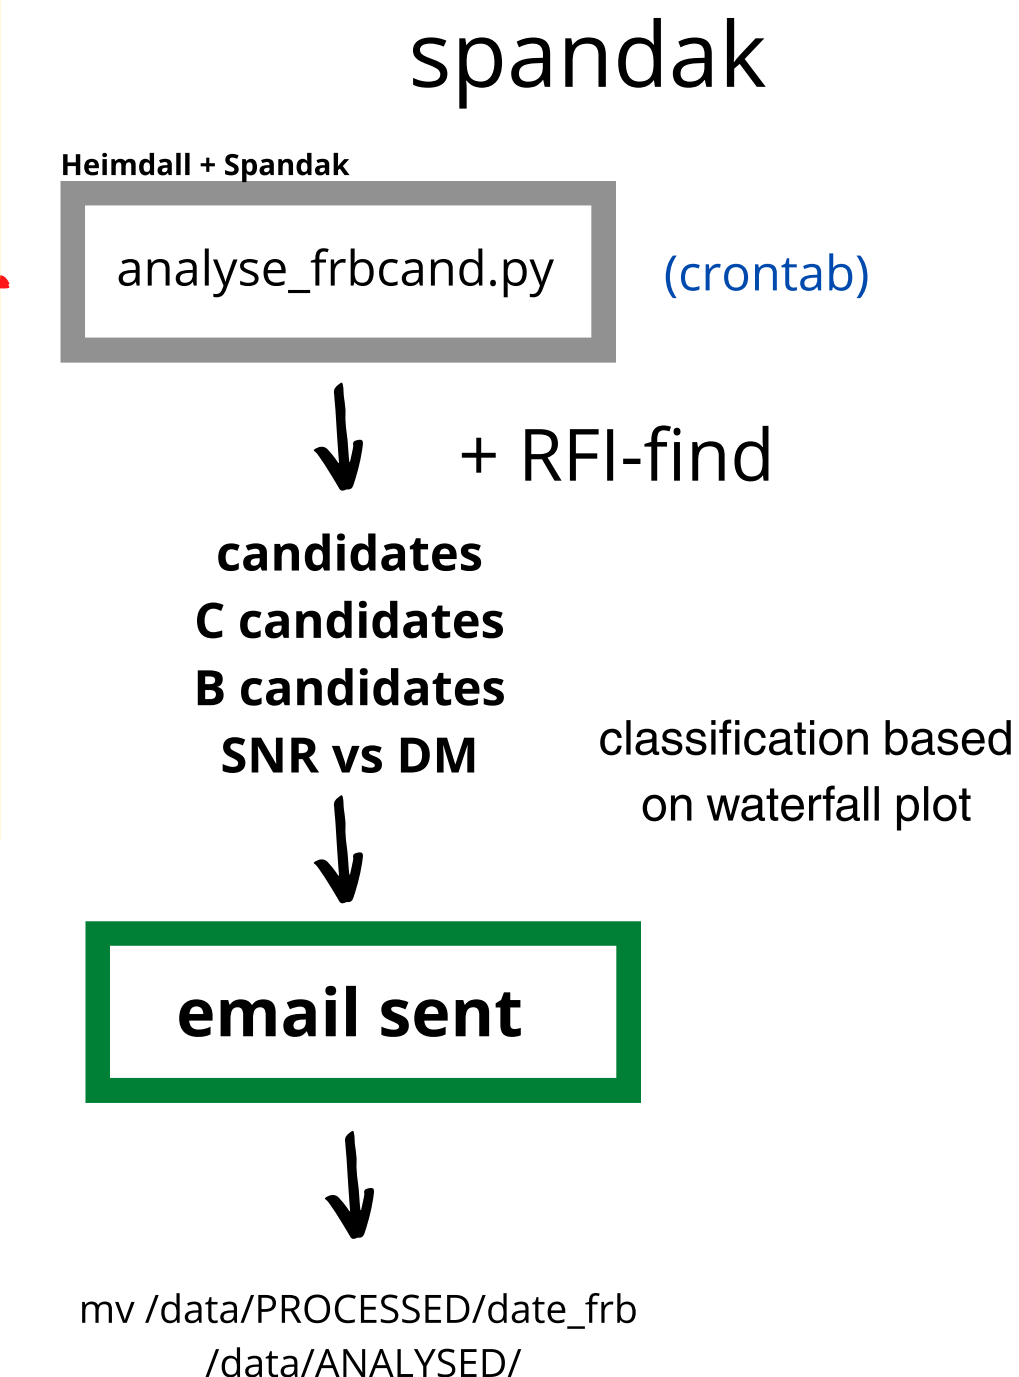 spandak
Heimdall + Spandak
analyse_frbcand.py
(crontab)
+ RFI-find
candidates
C candidates
B candidates
SNR vs DM
classification based
on waterfall plot
email sent
mv /data/PROCESSED/date_frb
/data/ANALYSED/